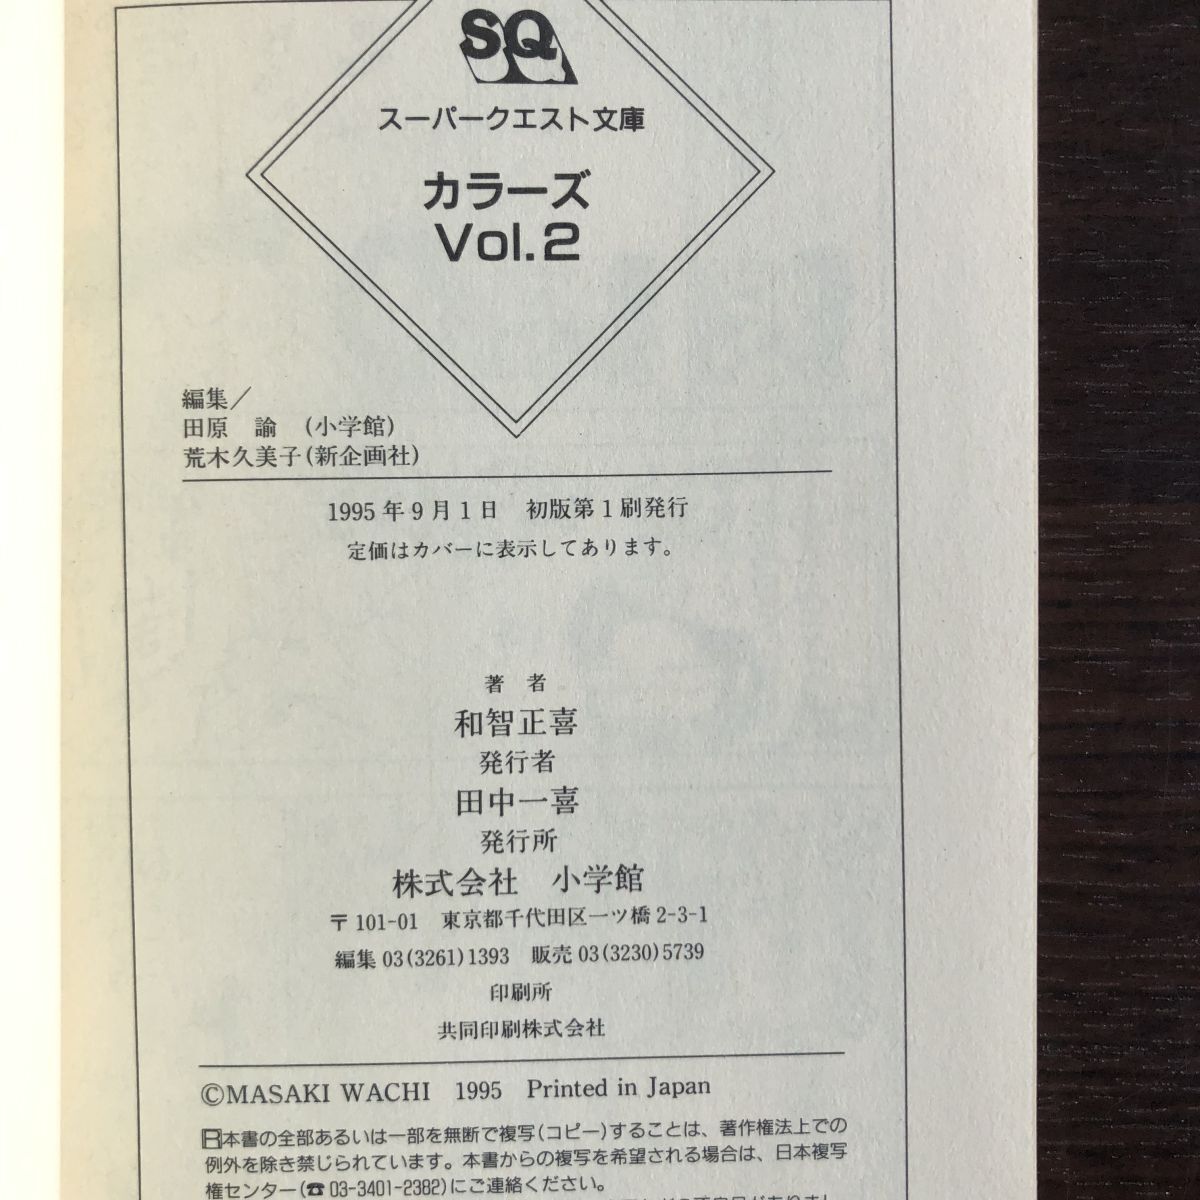 SQ
スーパークエスト文庫
カラーズ
Vol.2
編集／
田原　諭　(小学館)
荒木久美子(新企画社)
1995年9月1日　初版第1刷発行
定価はカバーに表示してあります。
著　者
和智正喜
発行者
田中一喜
発行所
株式会社　小学館
〒101-01　東京都千代田区一ツ橋2-3-1
編集 03(3261)1393　販売 03(3230)5739
印刷所
共同印刷株式会社
©MASAKI WACHI　1995　Printed in Japan
R本書の全部あるいは一部を無断で複写(コピー)することは、著作権法上での
例外を除き禁じられています。本書からの複写を希望される場合は、日本複写
権センター(☎03-3401-2382)にご連絡ください。